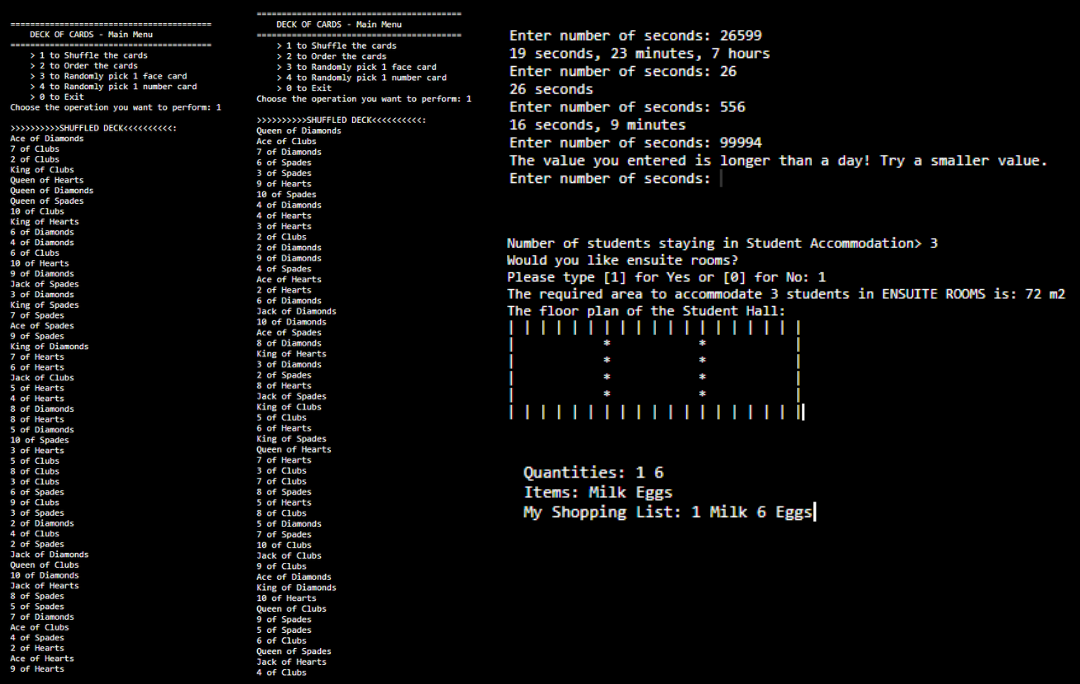 =========================================
DECK OF CARDS - Main Menu
=========================================
> 1 to Shuffle the cards
> 2 to Order the cards
> 3 to Randomly pick 1 face card
> 4 to Randomly pick 1 number card
> 0 to Exit
Choose the operation you want to perform: 1
>>>>>>>>>>SHUFFLED DECK<<<<<<<<<<:
Ace of Diamonds
7 of Clubs
2 of Clubs
King of Clubs
Queen of Hearts
Queen of Diamonds
Queen of Spades
10 of Clubs
King of Hearts
6 of Diamonds
4 of Diamonds
6 of Clubs
10 of Hearts
9 of Diamonds
Jack of Spades
3 of Diamonds
King of Spades
7 of Spades
Ace of Spades
9 of Spades
King of Diamonds
7 of Hearts
6 of Hearts
Jack of Clubs
5 of Hearts
4 of Hearts
8 of Diamonds
8 of Hearts
5 of Diamonds
10 of Spades
3 of Hearts
5 of Clubs
8 of Clubs
3 of Clubs
6 of Spades
9 of Clubs
3 of Spades
2 of Diamonds
4 of Clubs
2 of Spades
Jack of Diamonds
Queen of Clubs
10 of Diamonds
Jack of Hearts
8 of Spades
5 of Spades
7 of Diamonds
Ace of Clubs
4 of Spades
2 of Hearts
Ace of Hearts
9 of Hearts
=========================================
DECK OF CARDS - Main Menu
=========================================
> 1 to Shuffle the cards
> 2 to Order the cards
> 3 to Randomly pick 1 face card
> 4 to Randomly pick 1 number card
> 0 to Exit
Choose the operation you want to perform: 1
>>>>>>>>>>SHUFFLED DECK<<<<<<<<<<:
Queen of Diamonds
Ace of Clubs
7 of Diamonds
6 of Spades
3 of Spades
9 of Hearts
10 of Spades
4 of Diamonds
4 of Hearts
3 of Hearts
2 of Clubs
2 of Diamonds
9 of Diamonds
4 of Spades
Ace of Hearts
2 of Hearts
6 of Diamonds
Jack of Diamonds
10 of Diamonds
Ace of Spades
8 of Diamonds
King of Hearts
3 of Diamonds
2 of Spades
8 of Hearts
Jack of Spades
King of Clubs
5 of Clubs
6 of Hearts
King of Spades
Queen of Hearts
7 of Hearts
3 of Clubs
7 of Clubs
8 of Spades
5 of Hearts
8 of Clubs
5 of Diamonds
7 of Spades
10 of Clubs
Jack of Clubs
9 of Clubs
Ace of Diamonds
King of Diamonds
10 of Hearts
Queen of Clubs
9 of Spades
5 of Spades
6 of Clubs
Queen of Spades
Jack of Hearts
4 of Clubs
Enter number of seconds: 26599
19 seconds, 23 minutes, 7 hours
Enter number of seconds: 26
26 seconds
Enter number of seconds: 556
16 seconds, 9 minutes
Enter number of seconds: 99994
The value you entered is longer than a day! Try a smaller value.
Enter number of seconds:
Number of students staying in Student Accommodation> 3
Would you like ensuite rooms?
Please type [1] for Yes or [0] for No: 1
The required area to accommodate 3 students in ENSUITE ROOMS is: 72 m2
The floor plan of the Student Hall:
| | | | | | | | | | | | | | | | | | |
| * * |
| * * |
| * * |
| * * |
| | | | | | | | | | | | | | | | | | |
Quantities: 1 6
Items: Milk Eggs
My Shopping List: 1 Milk 6 Eggs